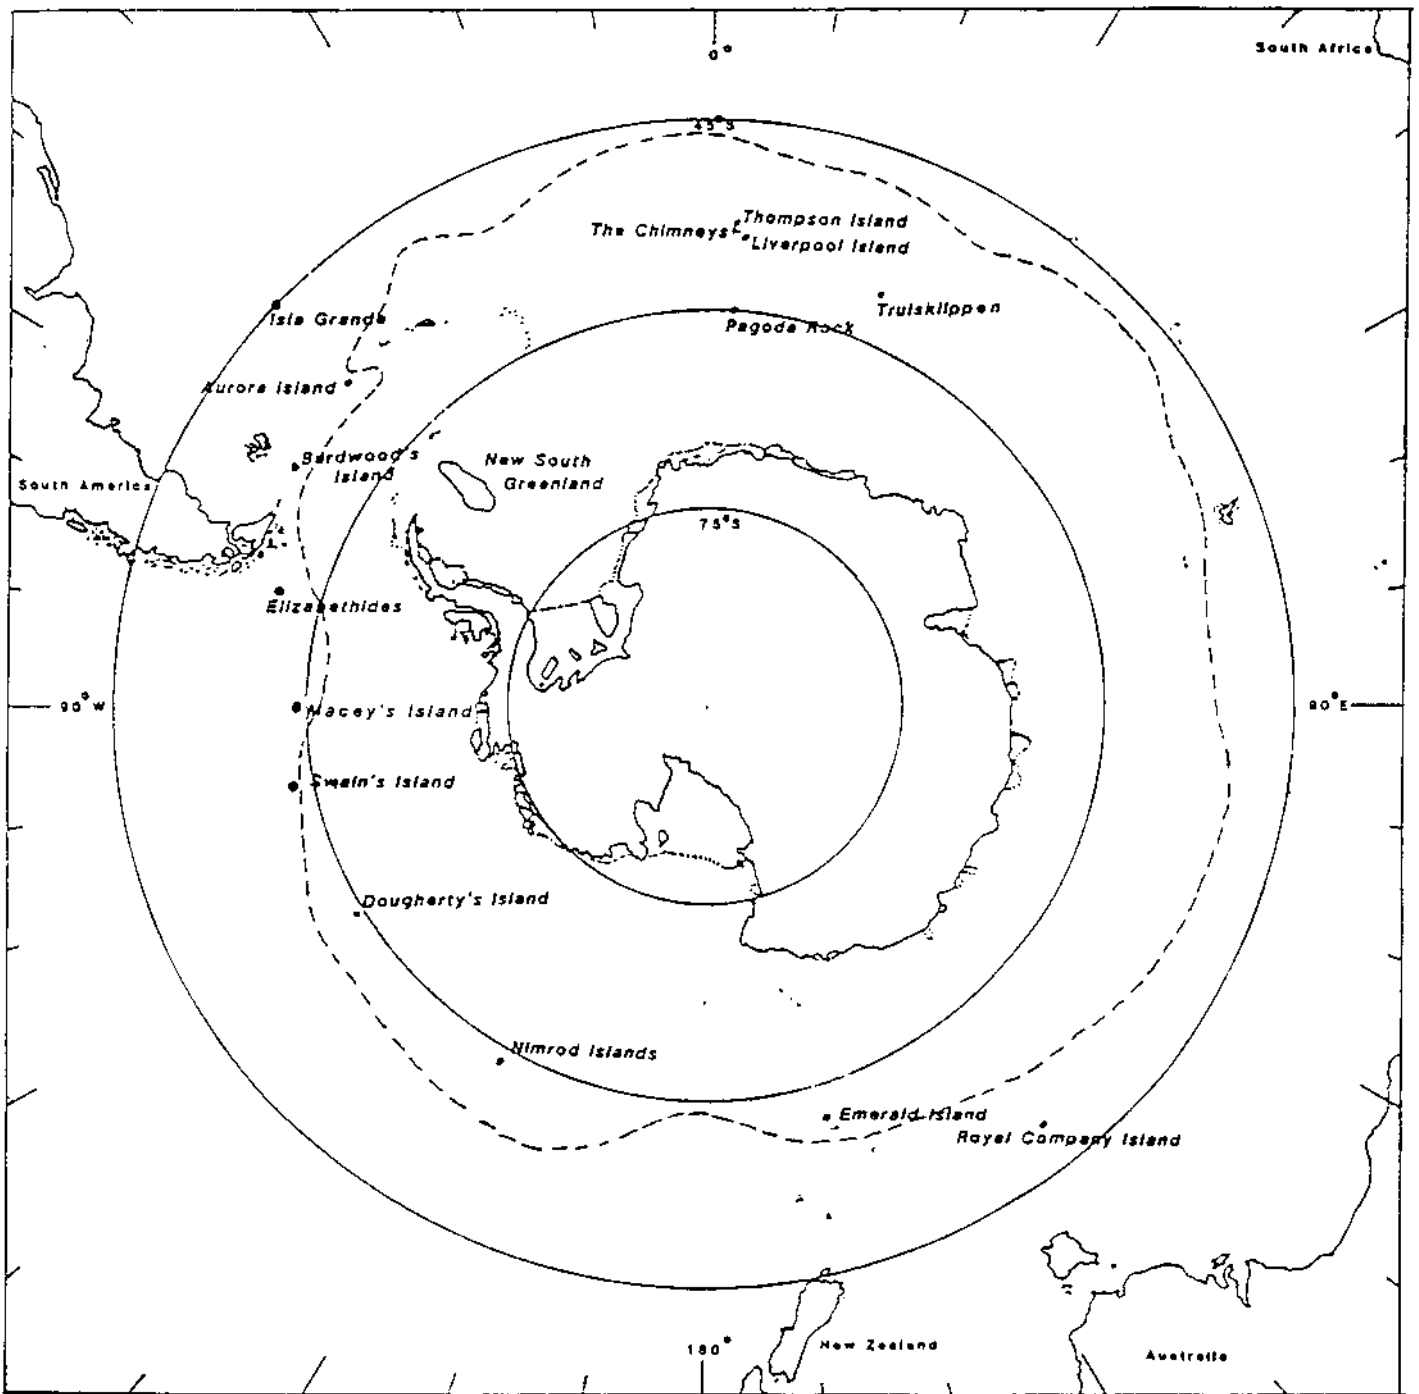 0°
South Africa
45°S
Thompson Island
The Chimneys
Liverpool Island
Isla Grande
Trulsklippen
Pagoda Rock
Aurora Island
Burdwood's
Island
New South
Greenland
South America
75°S
Elizabethides
90°W
Macey's Island
90°E
Swain's Island
Dougherty's Island
Nimrod Islands
Emerald Island
Royal Company Island
180°
New Zealand
Australia